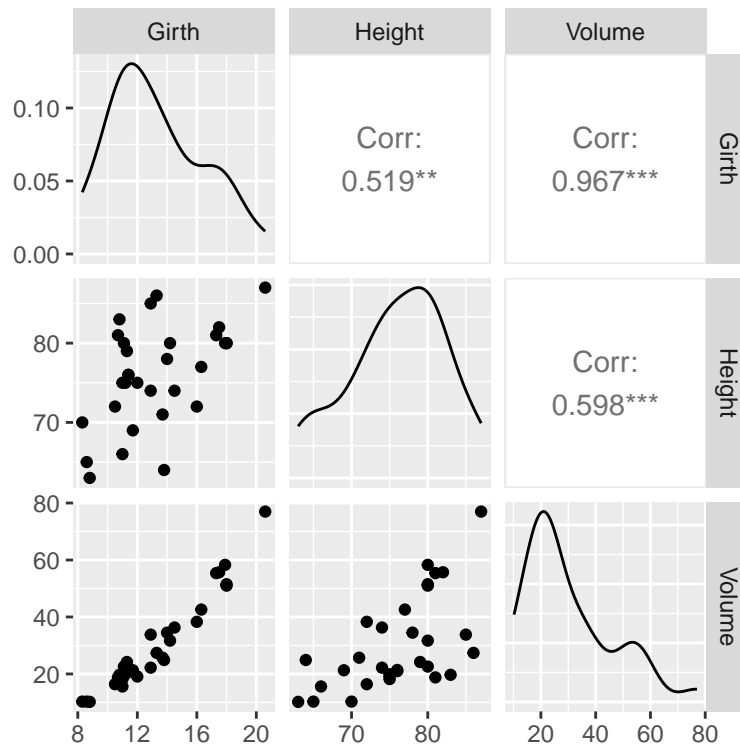 Girth Height Volume
0.10
0.05
0.00
Corr:
0.519**
Corr:
0.967***
Girth
80
70
Corr:
0.598***
Height
80
60
40
20
Volume
8 12 16 20
70 80
20 40 60 80